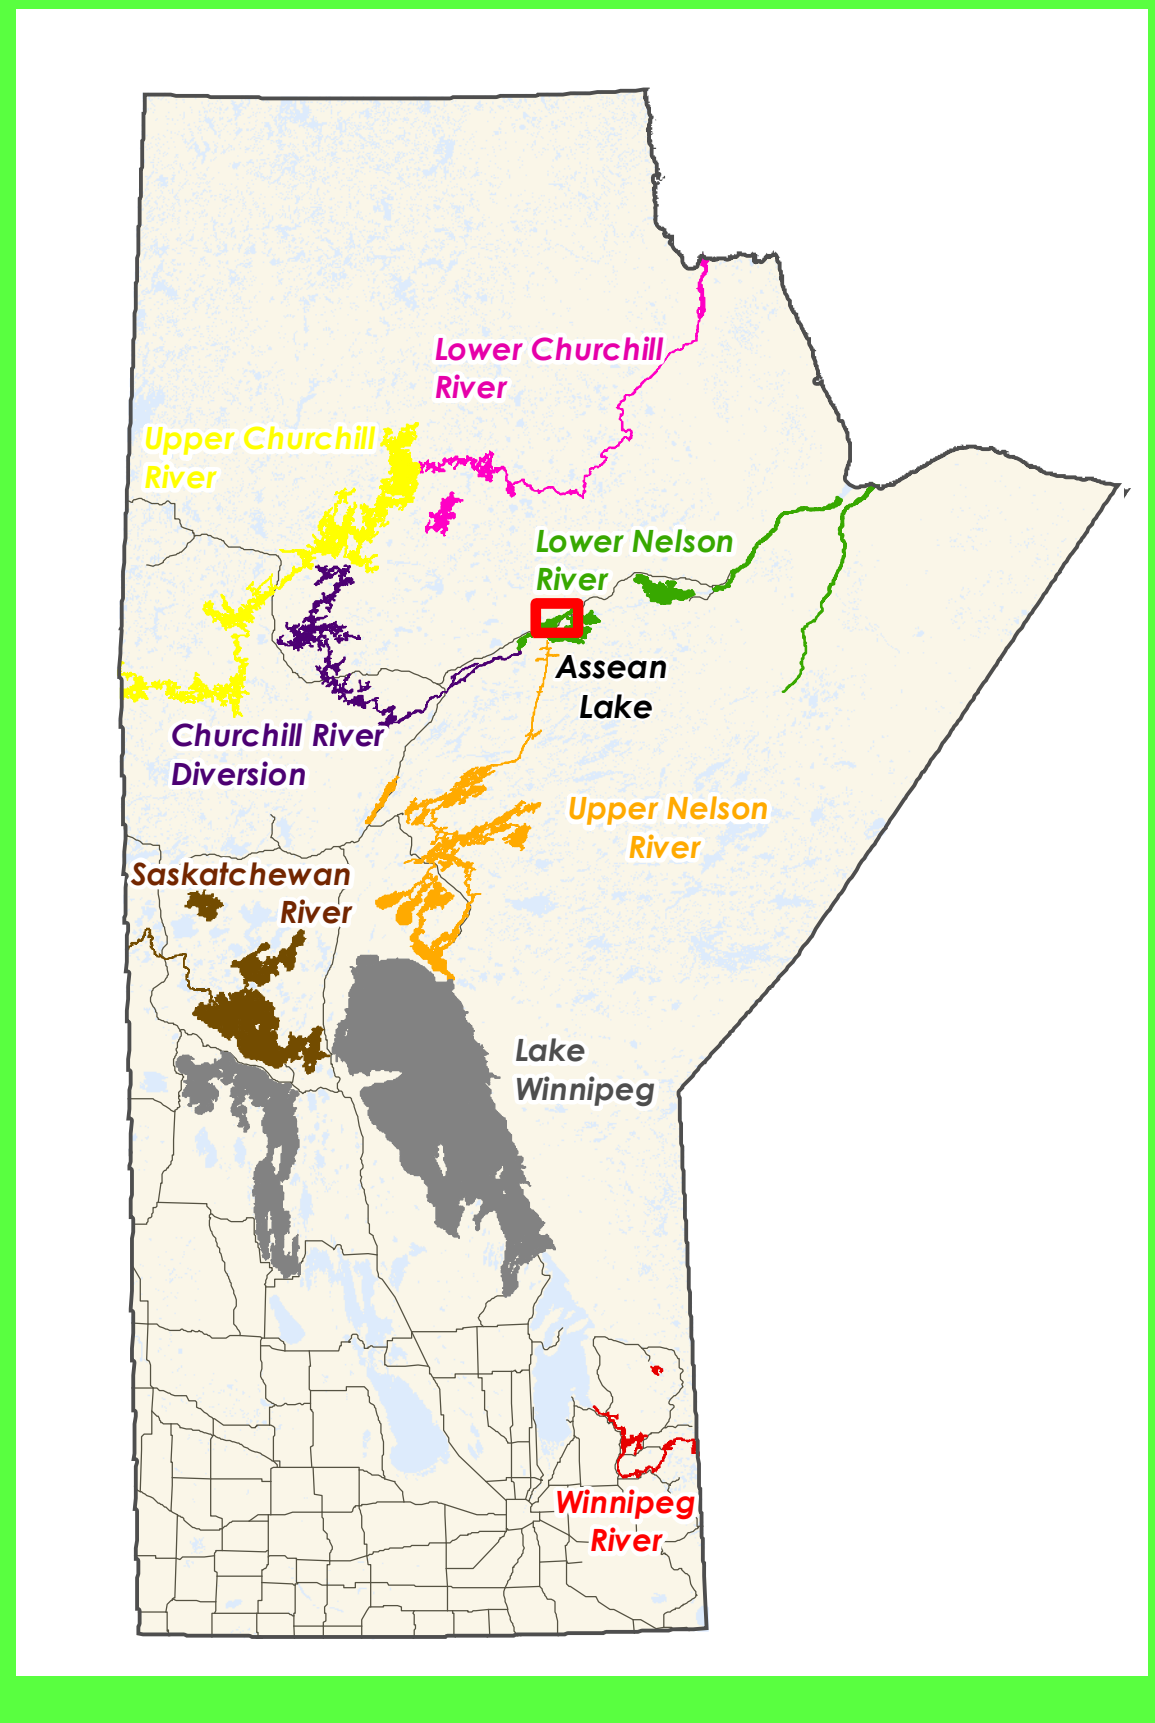 Lower Churchill
River
Upper Churchill
River
Lower Nelson
River
Assean
Lake
Churchill River
Diversion
Upper Nelson
River
Saskatchewan
River
Lake
Winnipeg
Winnipeg
River